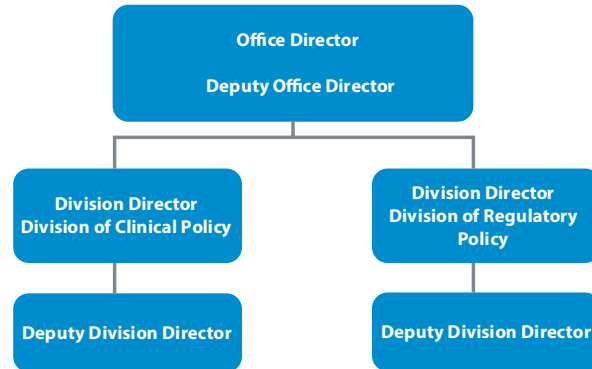 Office Director
Deputy Office Director
Division Director
Division of Clinical Policy
Division Director
Division of Regulatory
Policy
Deputy Division Director
Deputy Division Director